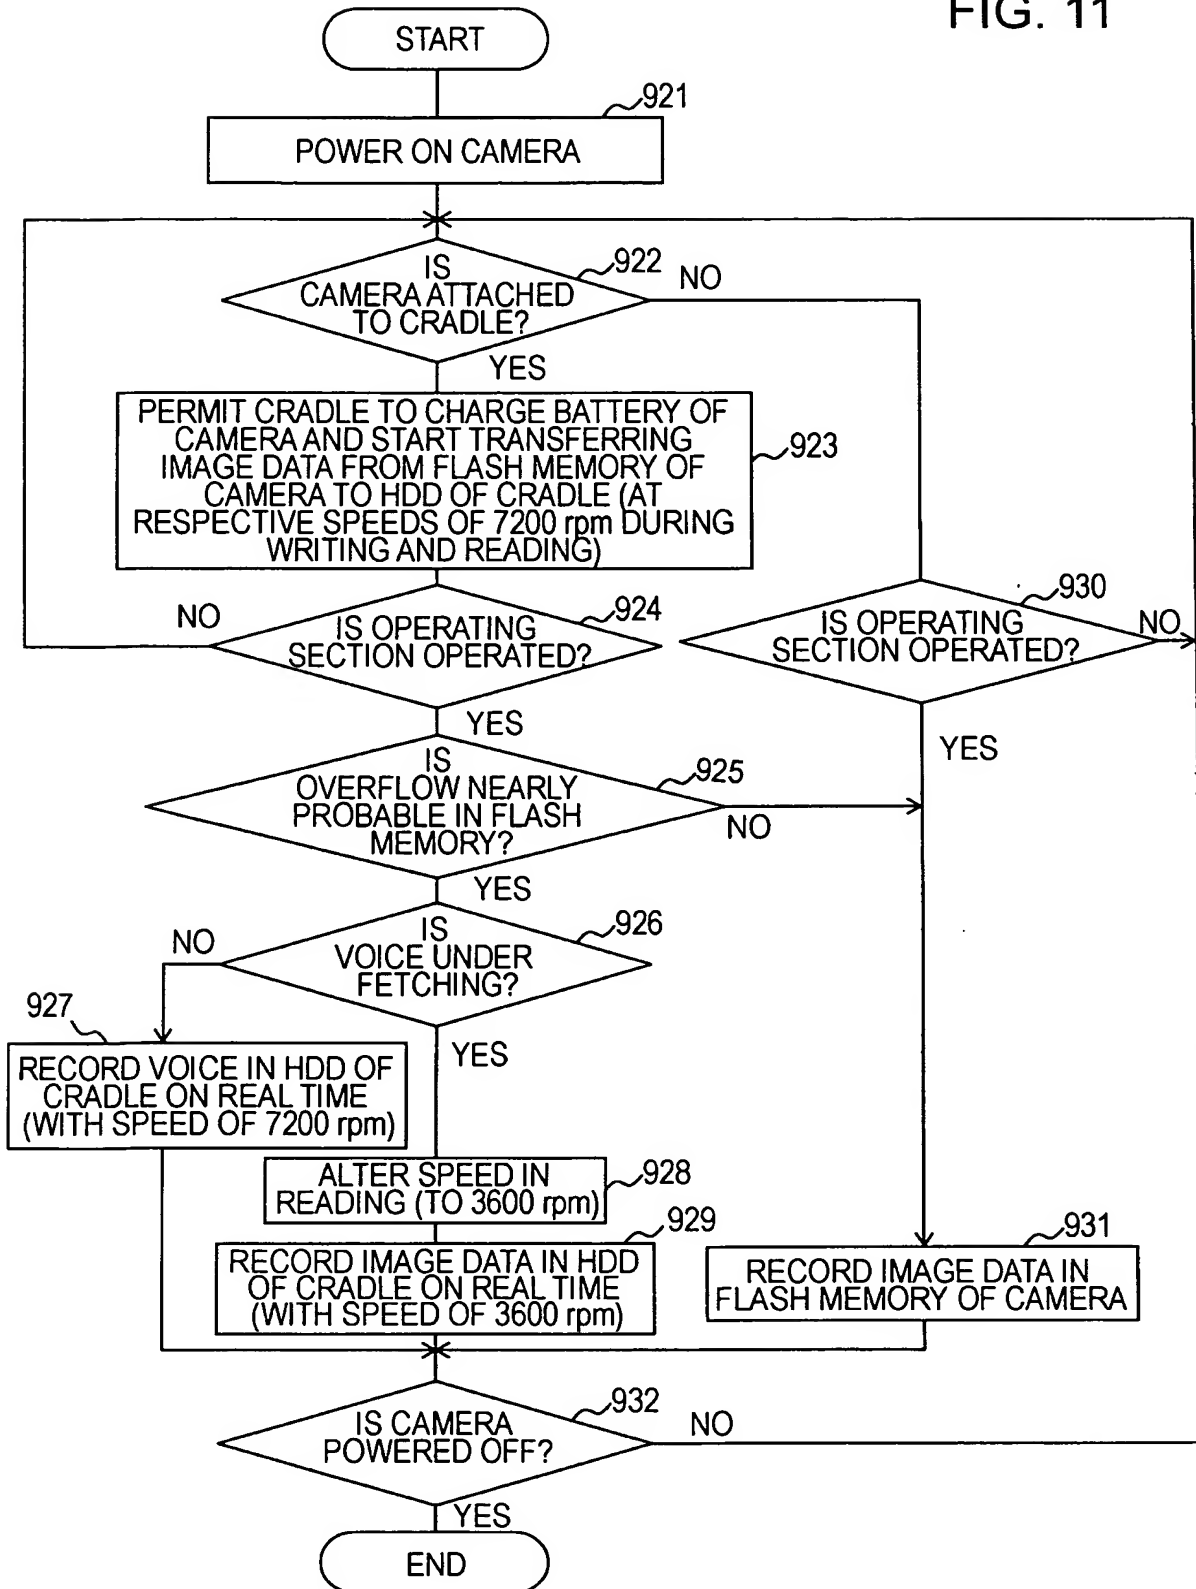 FIG. 11
START
921
POWER ON CAMERA
IS
CAMERA ATTACHED
TO CRADLE?
922
NO
YES
PERMIT CRADLE TO CHARGE BATTERY OF
CAMERA AND START TRANSFERRING
IMAGE DATA FROM FLASH MEMORY OF
CAMERA TO HDD OF CRADLE (AT
RESPECTIVE SPEEDS OF 7200 rpm DURING
WRITING AND READING)
923
NO
IS OPERATING
SECTION OPERATED?
924
YES
930
IS OPERATING
SECTION OPERATED?
NO
YES
IS
OVERFLOW NEARLY
PROBABLE IN FLASH
MEMORY?
925
NO
YES
NO
IS
VOICE UNDER
FETCHING?
926
YES
927
RECORD VOICE IN HDD OF
CRADLE ON REAL TIME
(WITH SPEED OF 7200 rpm)
ALTER SPEED IN
READING (TO 3600 rpm)
928
929
RECORD IMAGE DATA IN HDD
OF CRADLE ON REAL TIME
(WITH SPEED OF 3600 rpm)
931
RECORD IMAGE DATA IN
FLASH MEMORY OF CAMERA
IS CAMERA
POWERED OFF?
932
NO
YES
END